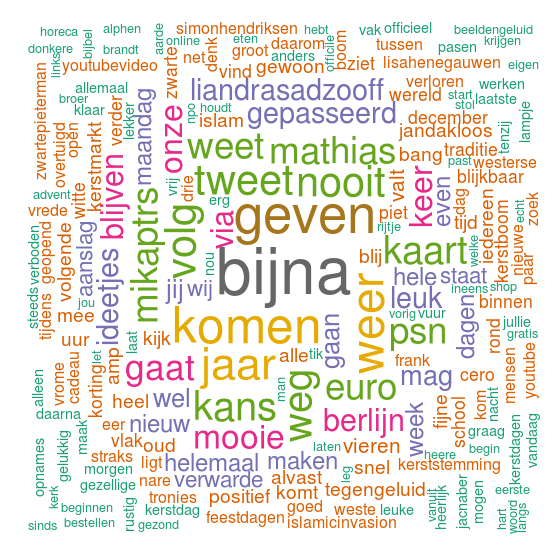 horeca
alphen
simonhendriksen
hebt
vak
officieel
beeldengeluid
links
bijbel
aarde
online
eten
daarom
tussen
pasen
krijgen
donkere
brandt
zwarte
net
denk
groot
anders
officiële
boom
bziet
lisahenegauwen
eigen
youtubevideo
vind
gewoon
verloren
werken
zwartepieterman
broer
allemaal
lekker
maandag
liandrasadzooff
wereld
start
stol
laatste
klaar
verder
npo
houdt
gepasseerd
december
tenzij
lampje
overtuigd
open
kerstmarkt
onze
islam
jandakloos
traditie
weet
mathias
bang
past
westerse
advent
witte
blijven
vrij
drie
tweet
nooit
valt
keer
blijkbaar
vrede
mikaptrs
erg
via
geven
piet
even
dag
iedereen
echt
zoek
steeds
verboden
geopend
volgende
aanslag
volg
rijtje
tijd
welke
kerstboom
nieuwe
paar
tijdens
mee
jou
ideetjes
nou
bijna
blij
kaart
staat
jij
wij
hele
ineens
shop
binnen
uur
amp
komen
weer
leuk
dagen
vorig
vuur
jullie
gratis
cadeau
let
kijk
laat
gaan
psn
rond
alleen
vrome
korting
gaat
jaar
alle
tik
frank
mensen
youtube
daarna
heel
wel
kans
weg
man
euro
mag
cero
nacht
eer
nieuw
mooie
berlijn
week
fijne
school
kom
opnames
gelukkig
maak
vlak
oud
laten
vieren
graag
begin
kerstdagen
vandaag
straks
ligt
helemaal
maken
snel
heere
kerststemming
kerk
morgen
nare
verwarde
leg
alvast
tegengeluid
vanuit
heerlijk
jacnaber
mogen
eerste
gezellige
tronies
positief
komt
beginnen
rustig
kerstdag
goed
weste
leuke
hart
woord
langs
sinds
bestellen
gezond
feestdagen
islamicinvasion